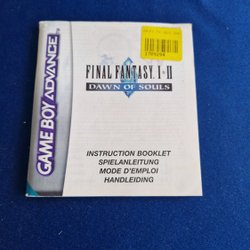 GAME BOY ADVANCE
FINAL FANTASY I·II
DAWN OF SOULS
INSTRUCTION BOOKLET
SPIELANLEITUNG
MODE D'EMPLOI
HANDLEIDING